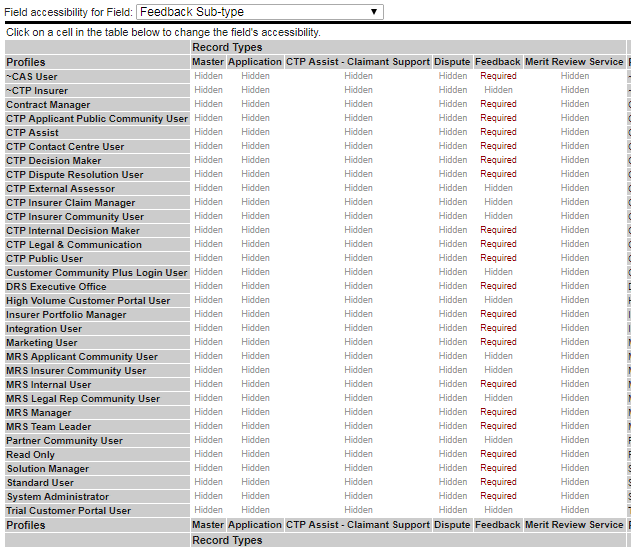 Field accessibility for Field: Feedback Sub-type
Click on a cell in the table below to change the field's accessibility.
Record Types
Profiles Master Application CTP Assist - Claimant Support Dispute Feedback Merit Review Service
~CAS User Hidden Hidden Hidden Hidden Required Hidden
~CTP Insurer Hidden Hidden Hidden Hidden Hidden Hidden
Contract Manager Hidden Hidden Hidden Hidden Required Hidden
CTP Applicant Public Community User Hidden Hidden Hidden Hidden Required Hidden
CTP Assist Hidden Hidden Hidden Hidden Required Hidden
CTP Contact Centre User Hidden Hidden Hidden Hidden Required Hidden
CTP Decision Maker Hidden Hidden Hidden Hidden Required Hidden
CTP Dispute Resolution User Hidden Hidden Hidden Hidden Required Hidden
CTP External Assessor Hidden Hidden Hidden Hidden Hidden Hidden
CTP Insurer Claim Manager Hidden Hidden Hidden Hidden Hidden Hidden
CTP Insurer Community User Hidden Hidden Hidden Hidden Hidden Hidden
CTP Internal Decision Maker Hidden Hidden Hidden Hidden Required Hidden
CTP Legal & Communication Hidden Hidden Hidden Hidden Required Hidden
CTP Public User Hidden Hidden Hidden Hidden Required Hidden
Customer Community Plus Login User Hidden Hidden Hidden Hidden Hidden Hidden
DRS Executive Office Hidden Hidden Hidden Hidden Required Hidden
High Volume Customer Portal User Hidden Hidden Hidden Hidden Hidden Hidden
Insurer Portfolio Manager Hidden Hidden Hidden Hidden Required Hidden
Integration User Hidden Hidden Hidden Hidden Required Hidden
Marketing User Hidden Hidden Hidden Hidden Required Hidden
MRS Applicant Community User Hidden Hidden Hidden Hidden Hidden Hidden
MRS Insurer Community User Hidden Hidden Hidden Hidden Hidden Hidden
MRS Internal User Hidden Hidden Hidden Hidden Required Hidden
MRS Legal Rep Community User Hidden Hidden Hidden Hidden Hidden Hidden
MRS Manager Hidden Hidden Hidden Hidden Required Hidden
MRS Team Leader Hidden Hidden Hidden Hidden Required Hidden
Partner Community User Hidden Hidden Hidden Hidden Hidden Hidden
Read Only Hidden Hidden Hidden Hidden Required Hidden
Solution Manager Hidden Hidden Hidden Hidden Required Hidden
Standard User Hidden Hidden Hidden Hidden Required Hidden
System Administrator Hidden Hidden Hidden Hidden Required Hidden
Trial Customer Portal User Hidden Hidden Hidden Hidden Hidden Hidden
Profiles Master Application CTP Assist - Claimant Support Dispute Feedback Merit Review Service
Record Types